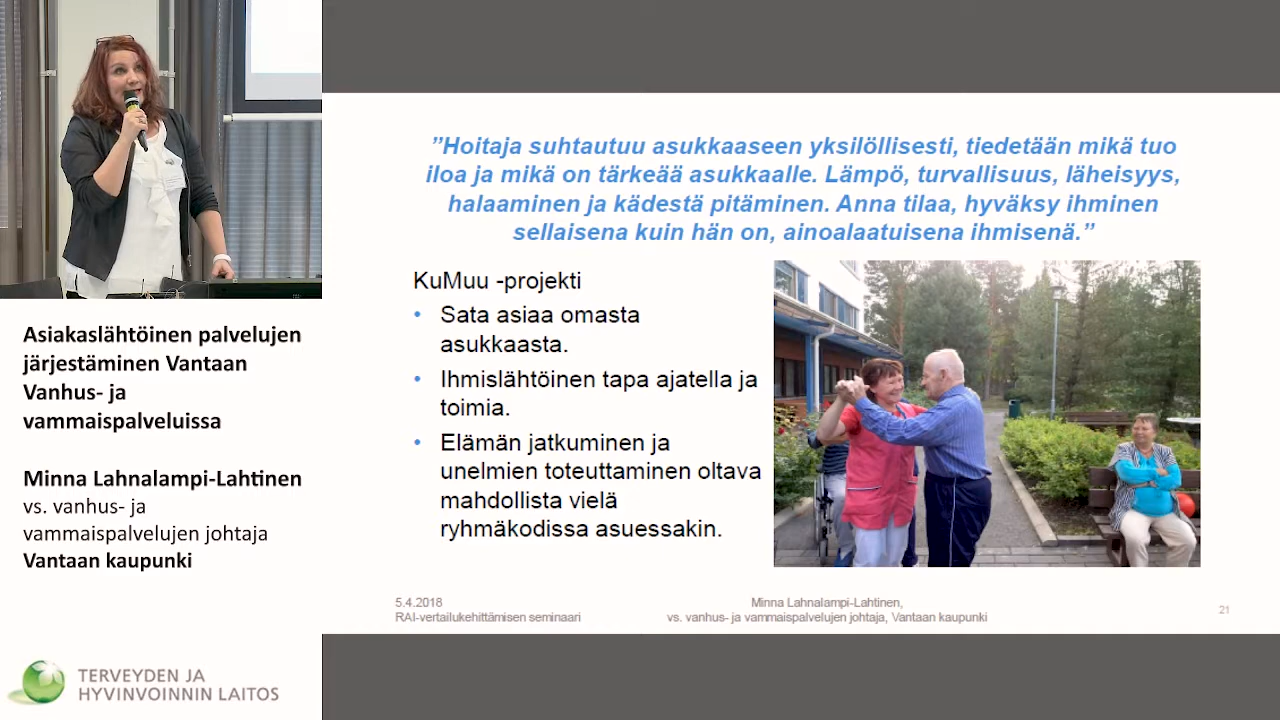 Asiakaslähtöinen palvelujen
järjestäminen Vantaan
Vanhus- ja
vammaispalveluissa
Minna Lahnalampi-Lahtinen
vs. vanhus- ja
vammaispalvelujen johtaja
Vantaan kaupunki
TERVEYDEN JA
HYVINVOINNIN LAITOS
”Hoitaja suhtautuu asukkaaseen yksilöllisesti, tiedetään mikä tuo
iloa ja mikä on tärkeää asukkaalle. Lämpö, turvallisuus, läheisyys,
halaaminen ja kädestä pitäminen. Anna tilaa, hyväksy ihminen
sellaisena kuin hän on, ainoalaatuisena ihmisenä.”
KuMuu -projekti
• Sata asiaa omasta
asukkaasta.
• Ihmislähtöinen tapa ajatella ja
toimia.
• Elämän jatkuminen ja
unelmien toteuttaminen oltava
mahdollista vielä
ryhmäkodissa asuessakin.
5.4.2018
RAI-vertailukehittämisen seminaari
Minna Lahnalampi-Lahtinen,
vs. vanhus- ja vammaispalvelujen johtaja, Vantaan kaupunki
21